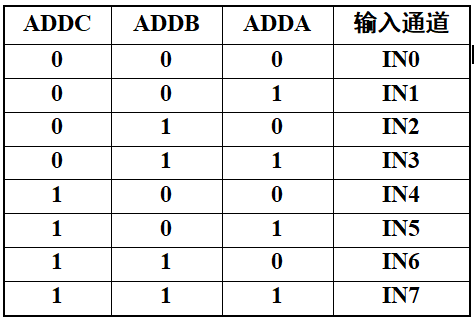 ADDC ADDB ADDA 输入通道
0 0 0 IN0
0 0 1 IN1
0 1 0 IN2
0 1 1 IN3
1 0 0 IN4
1 0 1 IN5
1 1 0 IN6
1 1 1 IN7